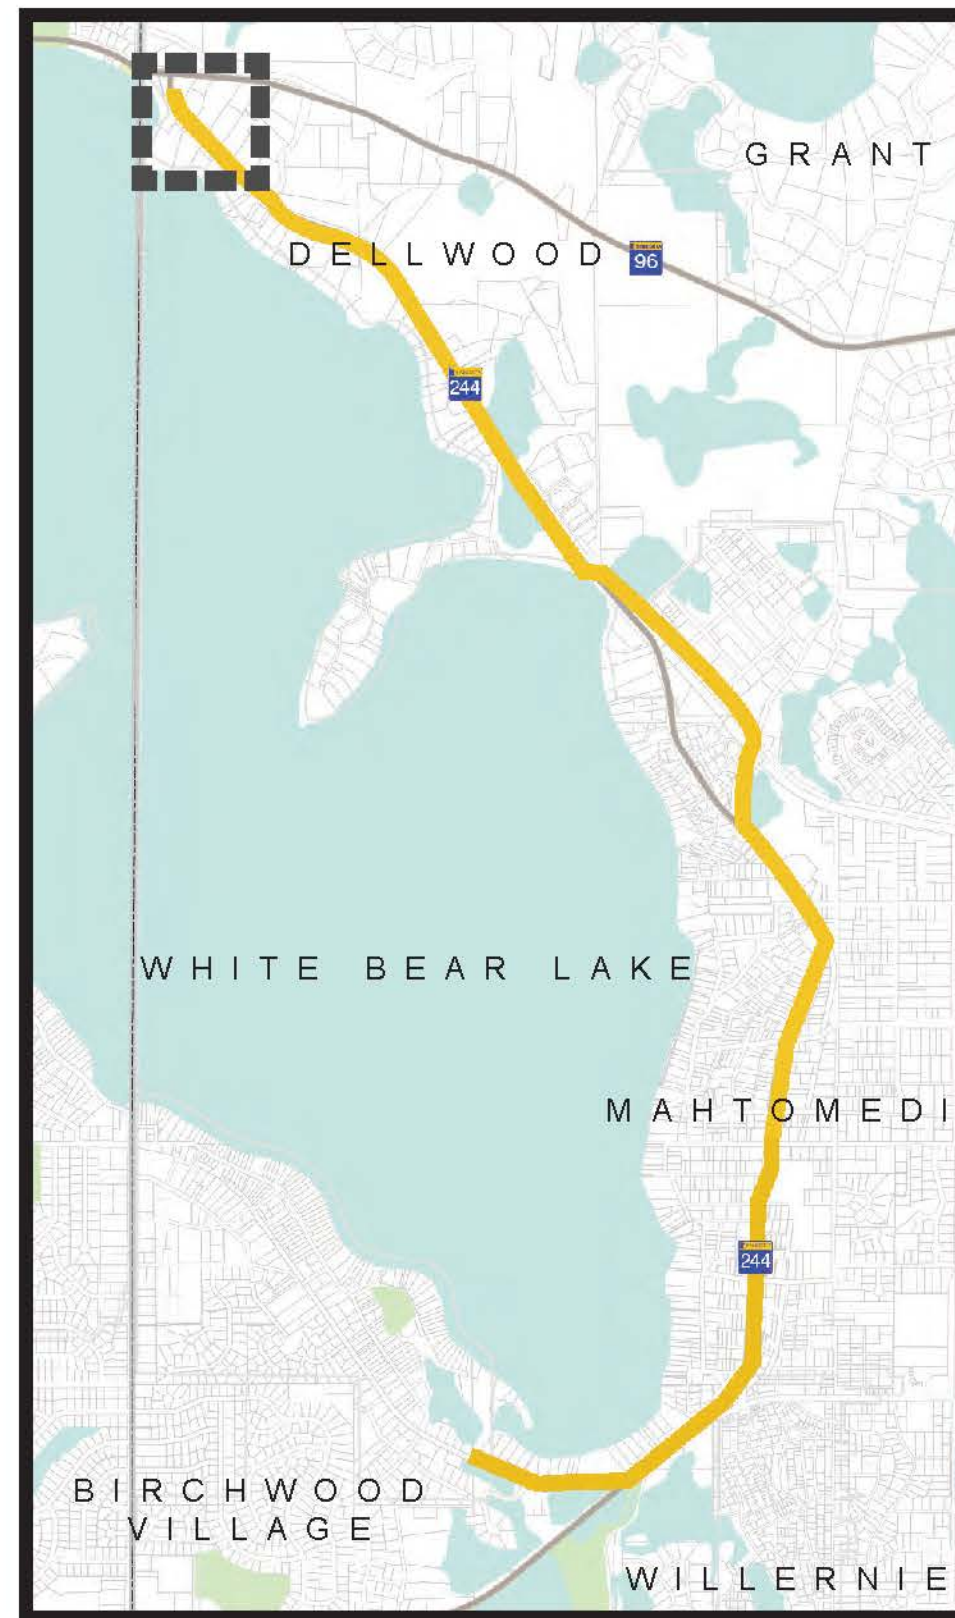 GRANT
DELLWOOD
96
244
WHITE BEAR LAKE
MAHTOMEDI
244
BIRCHWOOD
VILLAGE
WILLERNIE